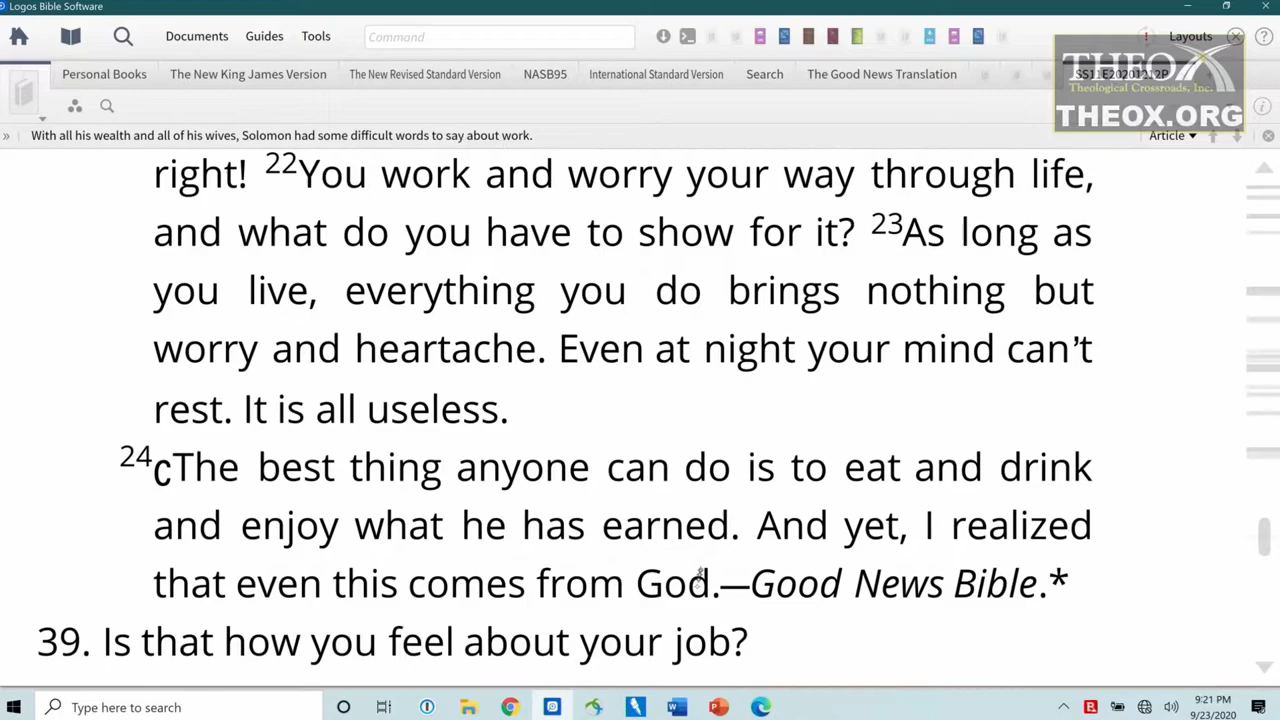 Logos Bible Software
Documents Guides Tools Command Layouts
Personal Books The New King James Version The New Revised Standard Version NASB95 International Standard Version Search The Good News Translation SS11E20201212P
THEOX
Theological Crossroads, Inc.
THEOX.ORG
» With all his wealth and all of his wives, Solomon had some difficult words to say about work. Article
right! 22You work and worry your way through life,
and what do you have to show for it? 23As long as
you live, everything you do brings nothing but
worry and heartache. Even at night your mind can’t
rest. It is all useless.
24cThe best thing anyone can do is to eat and drink
and enjoy what he has earned. And yet, I realized
that even this comes from God.—Good News Bible.*
39. Is that how you feel about your job?
Type here to search
9:21 PM
9/23/2020